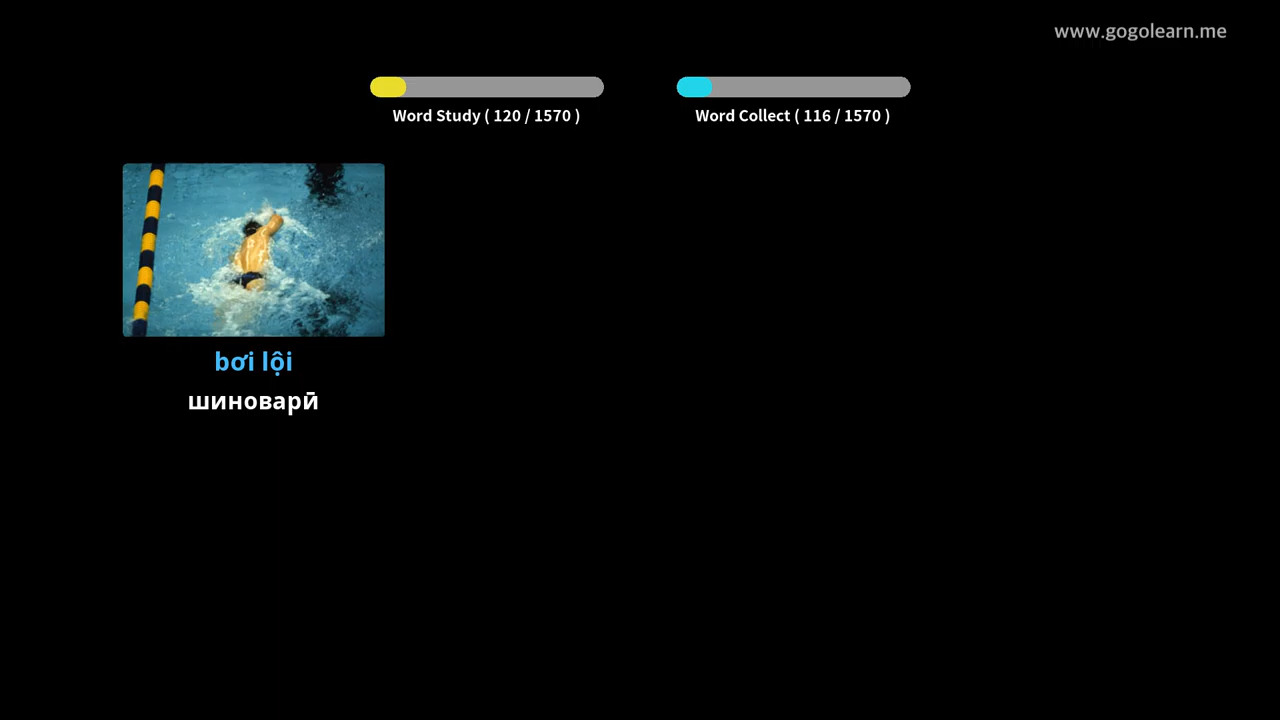 www.gogolearn.me
Word Study ( 120 / 1570 )
Word Collect ( 116 / 1570 )
bơi lội
шиноварӣ